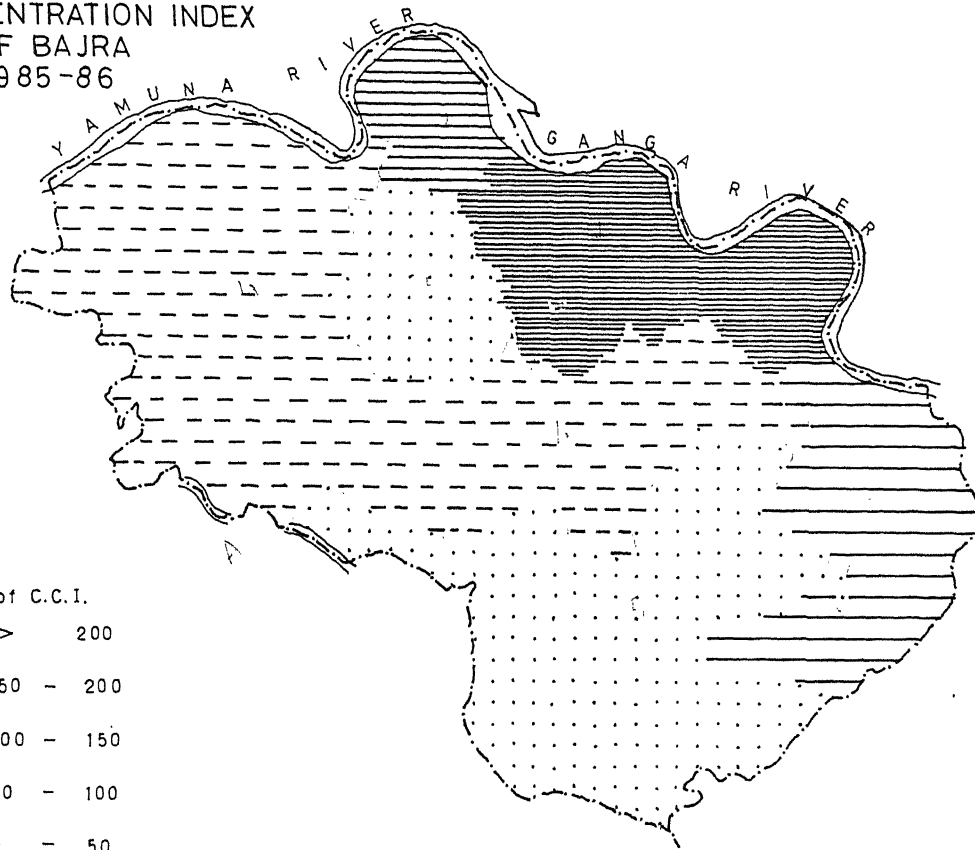 ENTRATION INDEX
F BAJRA
985-86
YAMUNA RIVER
GANGA RIVER
of C.C.I.
> 200
50 - 200
00 - 150
0 - 100
- 50